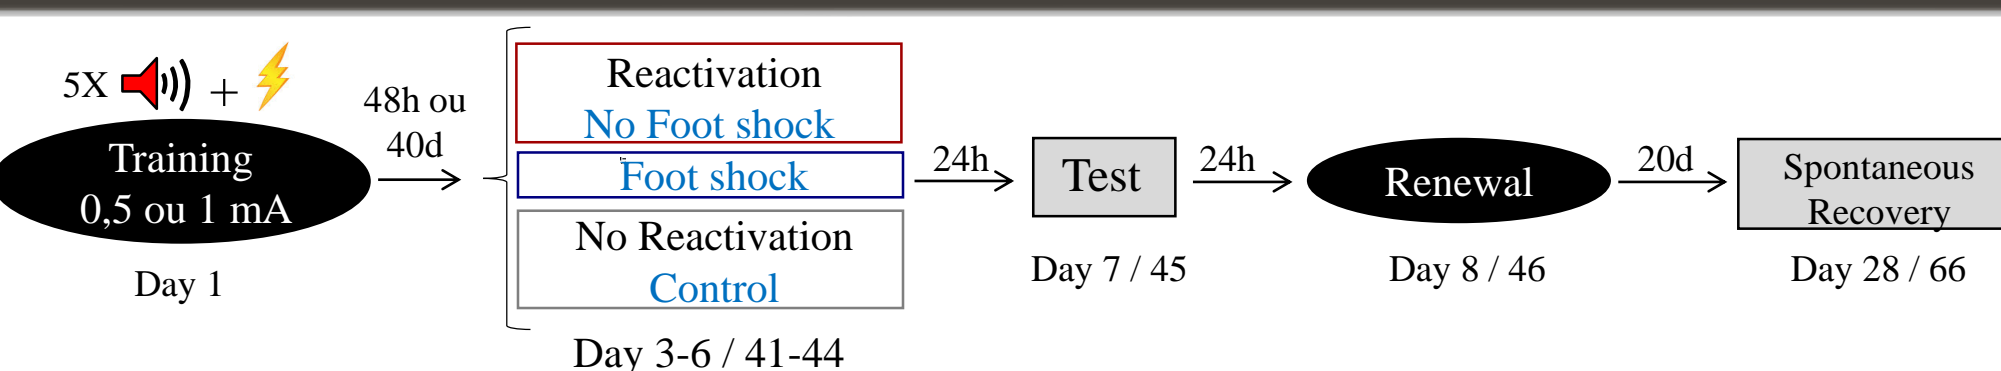 5X + 
Training
0,5 ou 1 mA
Day 1
48h ou
40d
Reactivation
No Foot shock
Foot shock
No Reactivation
Control
Day 3-6 / 41-44
24h
Test
Day 7 / 45
24h
Renewal
Day 8 / 46
20d
Spontaneous
Recovery
Day 28 / 66